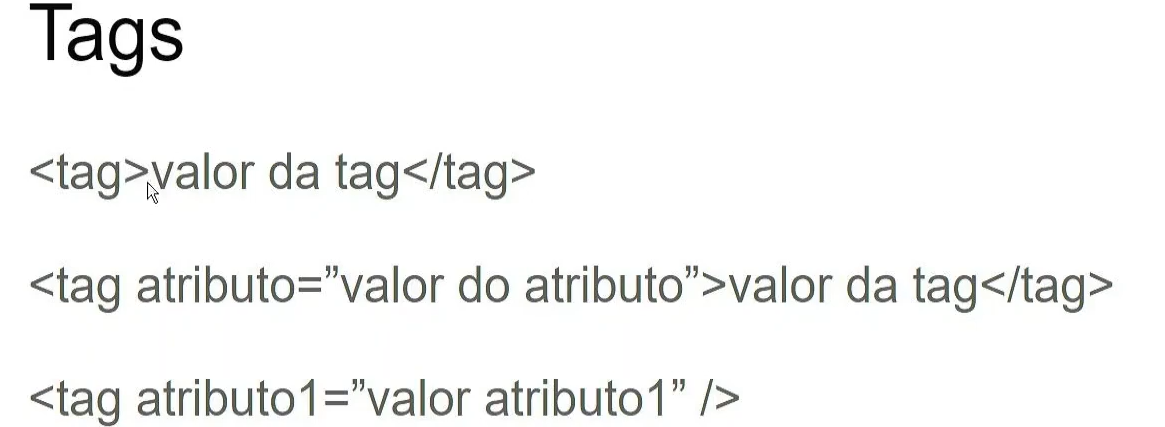 Tags
<tag>valor da tag</tag>
<tag atributo=”valor do atributo”>valor da tag</tag>
<tag atributo1=”valor atributo1” />